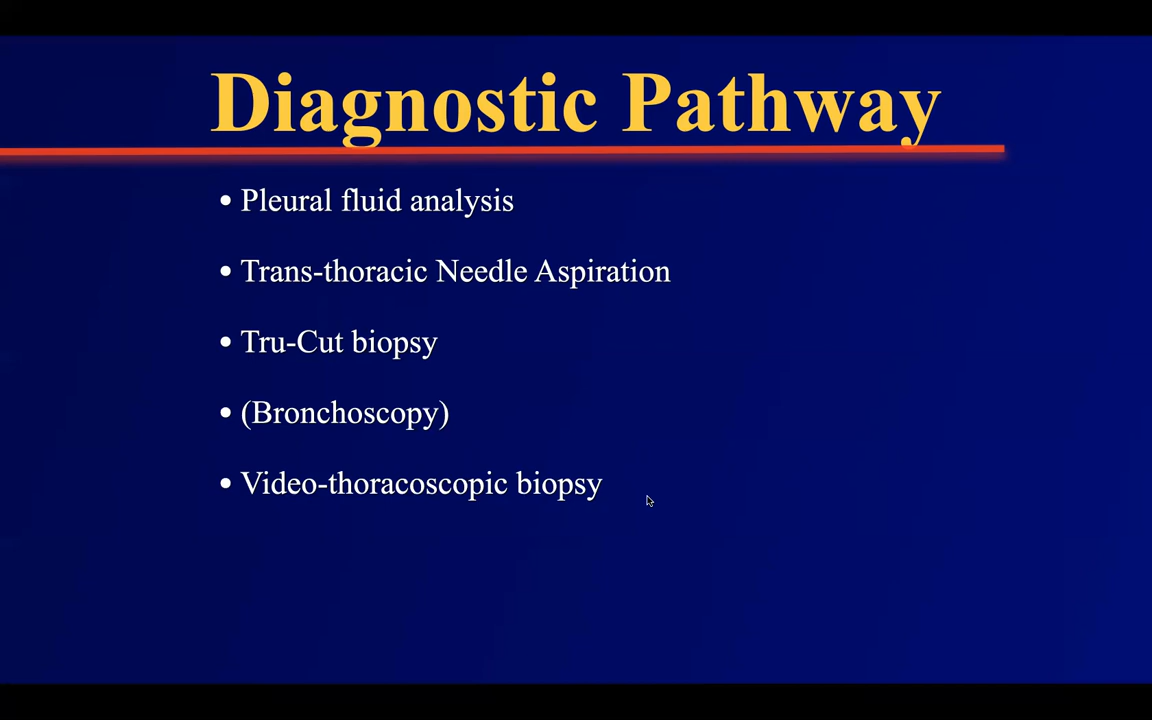 Diagnostic Pathway
• Pleural fluid analysis
• Trans-thoracic Needle Aspiration
• Tru-Cut biopsy
• (Bronchoscopy)
• Video-thoracoscopic biopsy